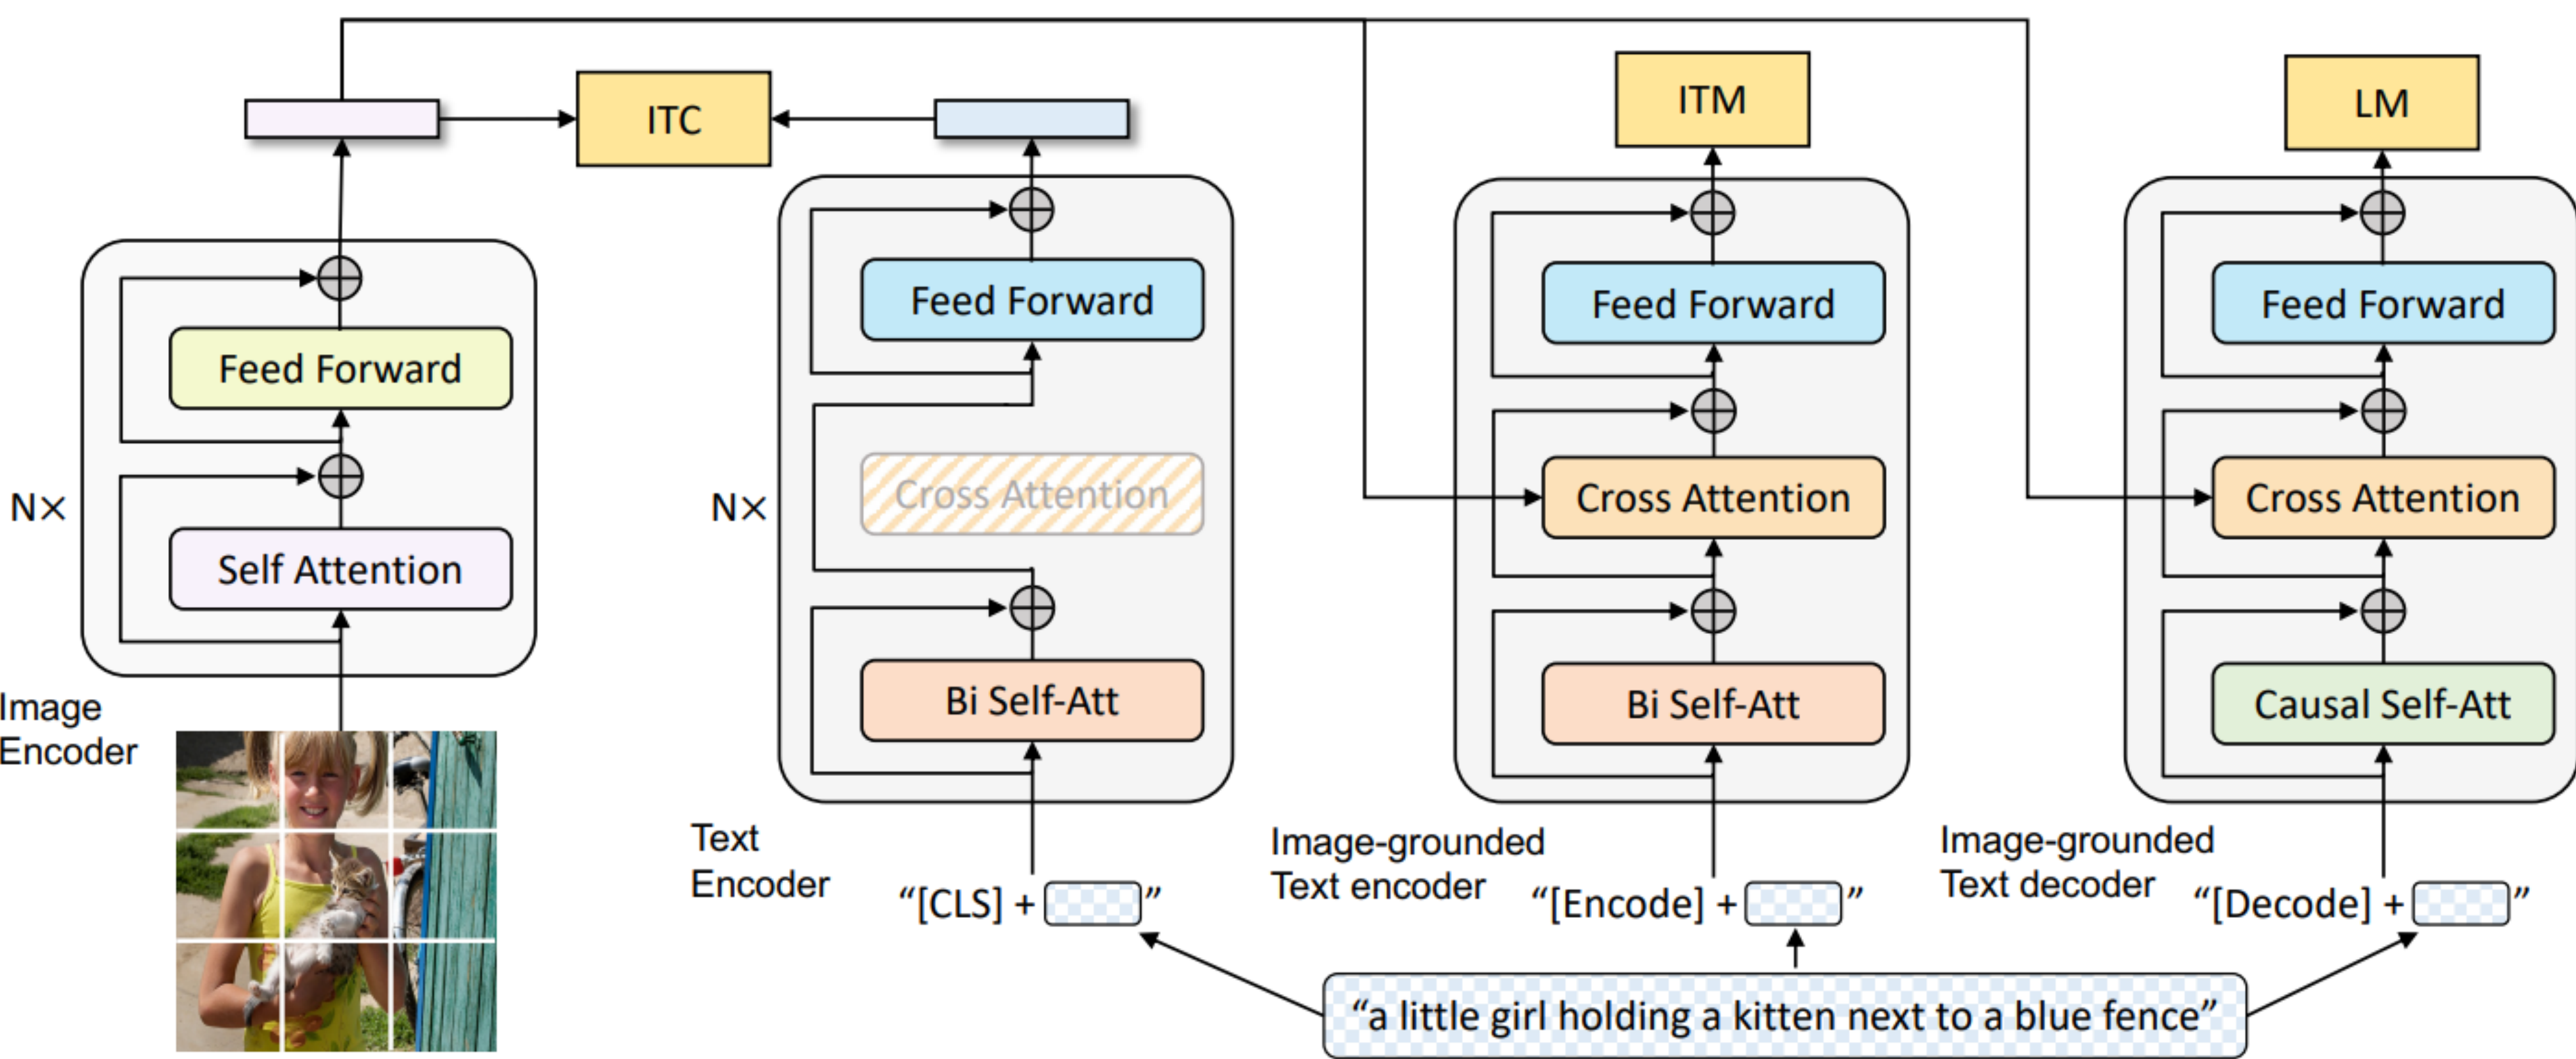 ITC
ITM
LM
N×
Feed Forward
Self Attention
Image
Encoder
N×
Feed Forward
Cross Attention
Bi Self-Att
Text
Encoder
“[CLS] + ”
Feed Forward
Cross Attention
Bi Self-Att
Image-grounded
Text encoder
“[Encode] + ”
Feed Forward
Cross Attention
Causal Self-Att
Image-grounded
Text decoder
“[Decode] + ”
“a little girl holding a kitten next to a blue fence”